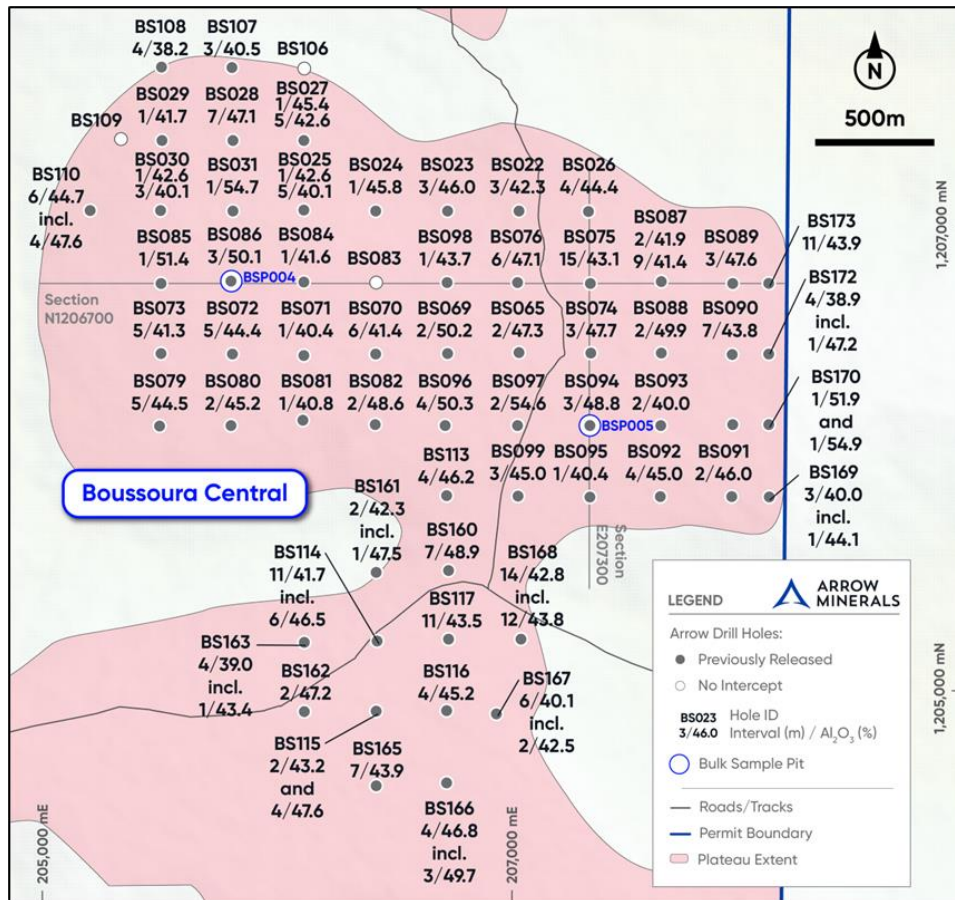 BS108
4/38.2
BS107
3/40.5
BS106
N
500m
BS109
BS029
1/41.7
BS028
7/47.1
BS027
1/45.4
5/42.6
BS110
6/44.7
incl.
4/47.6
BS030
1/42.6
3/40.1
BS031
1/54.7
BS025
1/42.6
5/40.1
BS024
1/45.8
BS023
3/46.0
BS022
3/42.3
BS026
4/44.4
BS085
1/51.4
BS086
3/50.1
BSP004
BS084
1/41.6
BS083
BS098
1/43.7
BS076
6/47.1
BS075
15/43.1
BS087
2/41.9
9/41.4
BS089
3/47.6
BS173
11/43.9
1,207,000 mN
Section
N1206700
BS073
5/41.3
BS072
5/44.4
BS071
1/40.4
BS070
6/41.4
BS069
2/50.2
BS065
2/47.3
BS074
3/47.7
BS088
2/49.9
BS090
7/43.8
BS172
4/38.9
incl.
1/47.2
BS079
5/44.5
BS080
2/45.2
BS081
1/40.8
BS082
2/48.6
BS096
4/50.3
BS097
2/54.6
BS094
3/48.8
BSP005
BS093
2/40.0
BS170
1/51.9
and
1/54.9
Boussoura Central
BS113
4/46.2
BS099
3/45.0
BS095
1/40.4
BS092
4/45.0
BS091
2/46.0
BS169
3/40.0
incl.
1/44.1
Section
E207300
BS161
2/42.3
incl.
1/47.5
BS160
7/48.9
BS114
11/41.7
incl.
6/46.5
BS117
11/43.5
BS168
14/42.8
incl.
12/43.8
BS163
4/39.0
incl.
1/43.4
BS162
2/47.2
BS116
4/45.2
BS167
6/40.1
incl.
2/42.5
BS115
2/43.2
and
4/47.6
BS165
7/43.9
BS166
4/46.8
incl.
3/49.7
205,000 mE
207,000 mE
1,205,000 mN
LEGEND
ARROW
MINERALS
Arrow Drill Holes:
Previously Released
No Intercept
BS023 Hole ID
3/46.0 Interval (m) / Al₂O₃ (%)
Bulk Sample Pit
Roads/Tracks
Permit Boundary
Plateau Extent